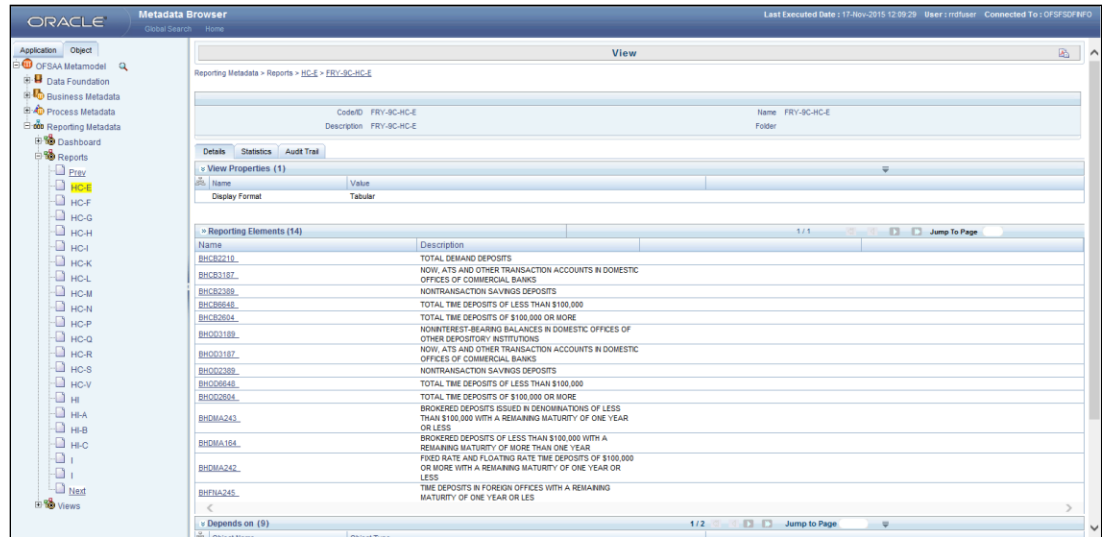 ORACLE
Metadata Browser
Global Search Home
Last Executed Date : 17-Nov-2015 12:09:29 User : rrdfuser Connected To : OFSFSDFINFO
Application Object
OFSAA Metamodel
Data Foundation
Business Metadata
Process Metadata
Reporting Metadata
Dashboard
Reports
Prev
HC-E
HC-F
HC-G
HC-H
HC-I
HC-K
HC-L
HC-M
HC-N
HC-P
HC-Q
HC-R
HC-S
HC-V
HI
HI-A
HI-B
HI-C
I
I
Next
Views
View
Reporting Metadata > Reports > HC-E > FRY-9C-HC-E
Code/ID FRY-9C-HC-E Name FRY-9C-HC-E
Description FRY-9C-HC-E Folder
Details Statistics Audit Trail
View Properties (1)
Name Value
Display Format Tabular
Reporting Elements (14) 1 / 1 Jump To Page
Name Description
BHCB2210 TOTAL DEMAND DEPOSITS
BHCB3187 NOW, ATS AND OTHER TRANSACTION ACCOUNTS IN DOMESTIC
OFFICES OF COMMERCIAL BANKS
BHCB2389 NONTRANSACTION SAVINGS DEPOSITS
BHCB6648 TOTAL TIME DEPOSITS OF LESS THAN $100,000
BHCB2604 TOTAL TIME DEPOSITS OF $100,000 OR MORE
BHOD3189 NONINTEREST-BEARING BALANCES IN DOMESTIC OFFICES OF
OTHER DEPOSITORY INSTITUTIONS
BHOD3187 NOW, ATS AND OTHER TRANSACTION ACCOUNTS IN DOMESTIC
OFFICES OF COMMERCIAL BANKS
BHOD2389 NONTRANSACTION SAVINGS DEPOSITS
BHOD6648 TOTAL TIME DEPOSITS OF LESS THAN $100,000
BHOD2604 TOTAL TIME DEPOSITS OF $100,000 OR MORE
BHDMA243 BROKERED DEPOSITS ISSUED IN DENOMINATIONS OF LESS
THAN $100,000 WITH A REMAINING MATURITY OF ONE YEAR
OR LESS
BHDMA164 BROKERED DEPOSITS OF LESS THAN $100,000 WITH A
REMAINING MATURITY OF MORE THAN ONE YEAR
BHDMA242 FIXED RATE AND FLOATING RATE TIME DEPOSITS OF $100,000
OR MORE WITH A REMAINING MATURITY OF ONE YEAR OR
LESS
BHFNA245 TIME DEPOSITS IN FOREIGN OFFICES WITH A REMAINING
MATURITY OF ONE YEAR OR LES
Depends on (9) 1 / 2 Jump to Page
Object Name Object Type